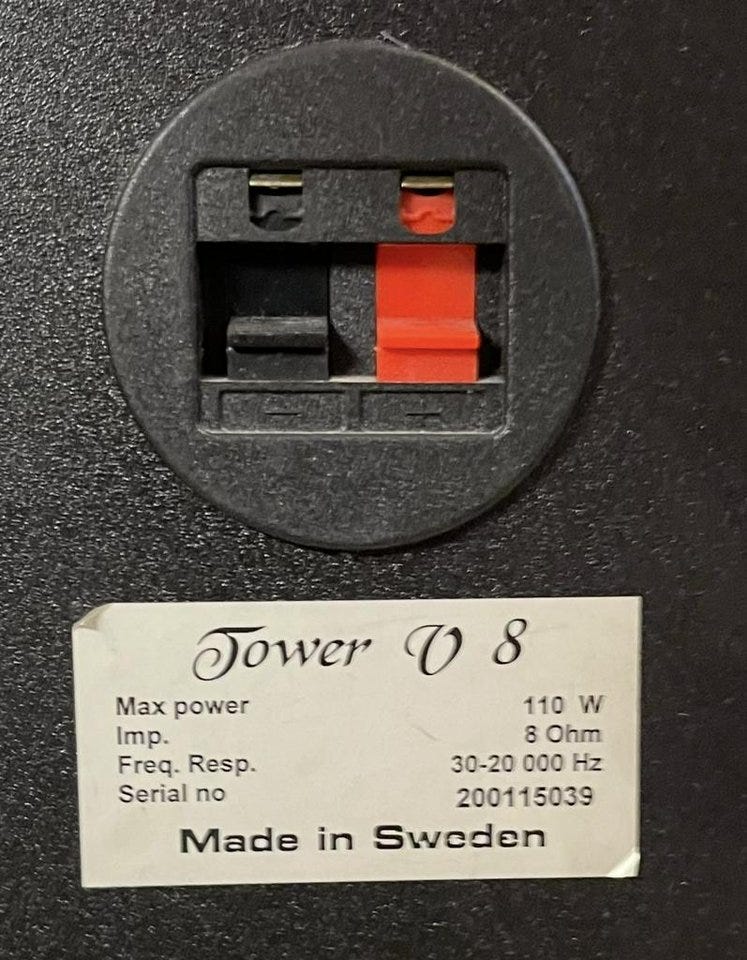 - +
Tower V 8
Max power 110 W
Imp. 8 Ohm
Freq. Resp. 30-20 000 Hz
Serial no 200115039
Made in Sweden